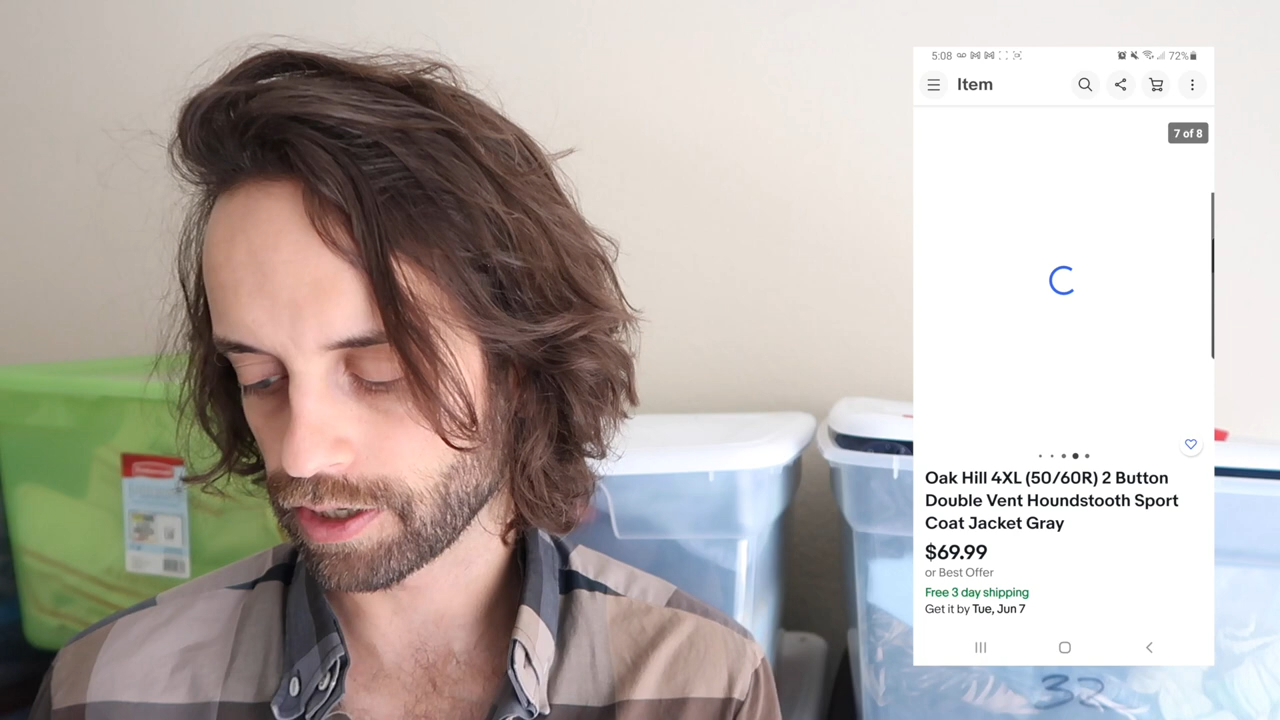 5:08
72%
Item
7 of 8
Oak Hill 4XL (50/60R) 2 Button
Double Vent Houndstooth Sport
Coat Jacket Gray
$69.99
or Best Offer
Free 3 day shipping
Get it by Tue, Jun 7
32